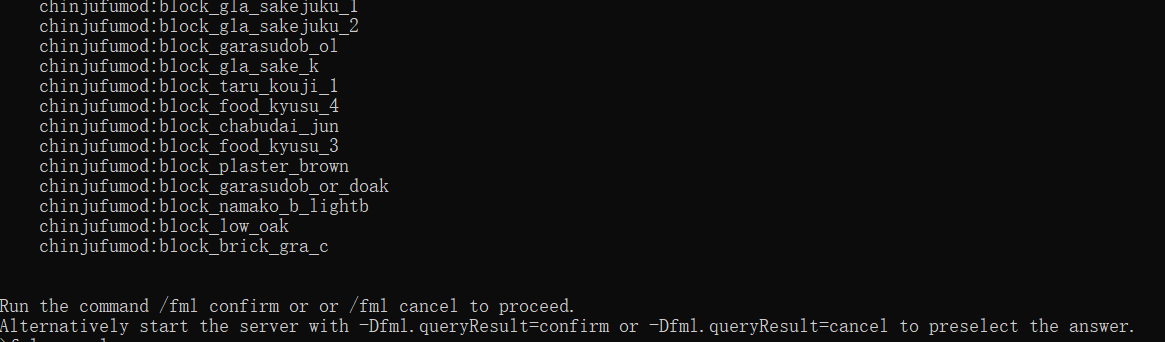 chinjufumod:block_gla_sakejuku_1
chinjufumod:block_gla_sakejuku_2
chinjufumod:block_garasudob_ol
chinjufumod:block_gla_sake_k
chinjufumod:block_taru_kouji_1
chinjufumod:block_food_kyusu_4
chinjufumod:block_chabudai_jun
chinjufumod:block_food_kyusu_3
chinjufumod:block_plaster_brown
chinjufumod:block_garasudob_or_doak
chinjufumod:block_namako_b_lightb
chinjufumod:block_low_oak
chinjufumod:block_brick_gra_c
Run the command /fml confirm or or /fml cancel to proceed.
Alternatively start the server with -Dfml.queryResult=confirm or -Dfml.queryResult=cancel to preselect the answer.